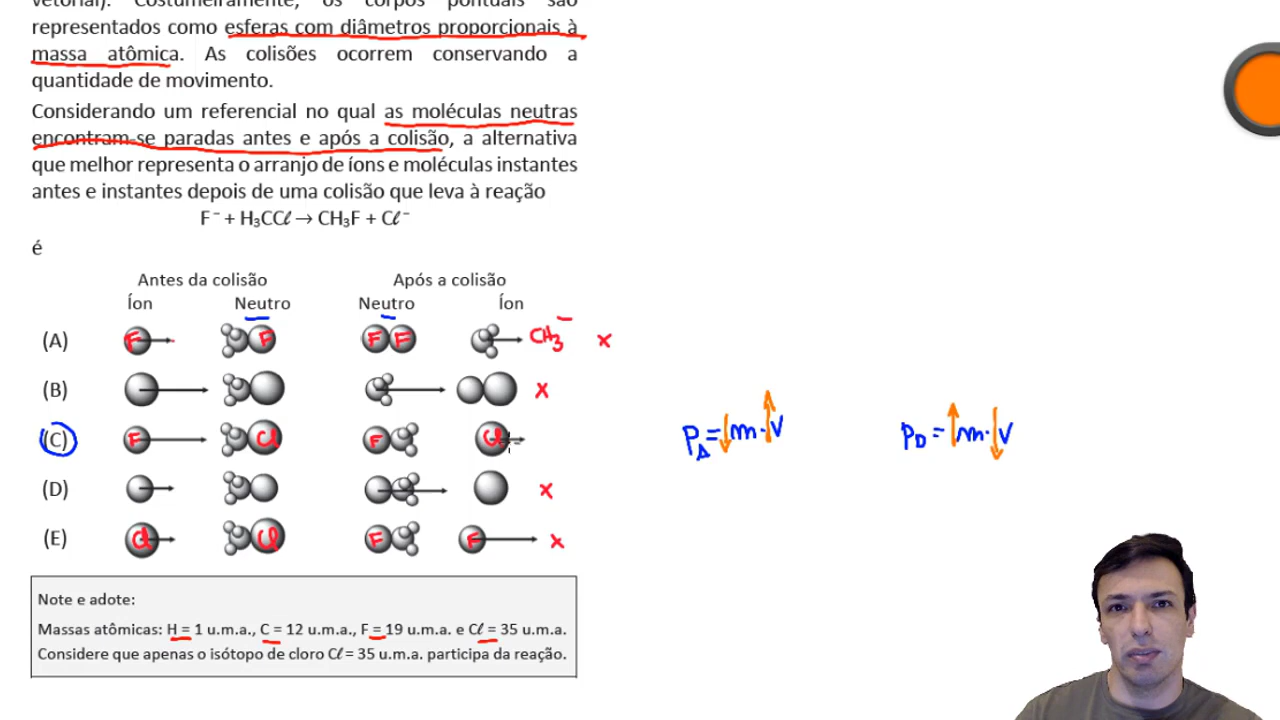 vetorial). Costumeiramente, os corpos pontuais são
representados como esferas com diâmetros proporcionais à
massa atômica. As colisões ocorrem conservando a
quantidade de movimento.
Considerando um referencial no qual as moléculas neutras
encontram-se paradas antes e após a colisão, a alternativa
que melhor representa o arranjo de íons e moléculas instantes
antes e instantes depois de uma colisão que leva à reação
F⁻ + H₃CCℓ → CH₃F + Cℓ⁻
é
Antes da colisão Após a colisão
Íon Neutro Neutro Íon
(A) F F F F CH₃⁻ x
(B) x
(C) F Cl F Cl
(D) x
(E) Cl Cl F F x
P_A = m · v P_D = m · v
Note e adote:
Massas atômicas: H = 1 u.m.a., C = 12 u.m.a., F = 19 u.m.a. e Cℓ = 35 u.m.a.
Considere que apenas o isótopo de cloro Cℓ = 35 u.m.a. participa da reação.